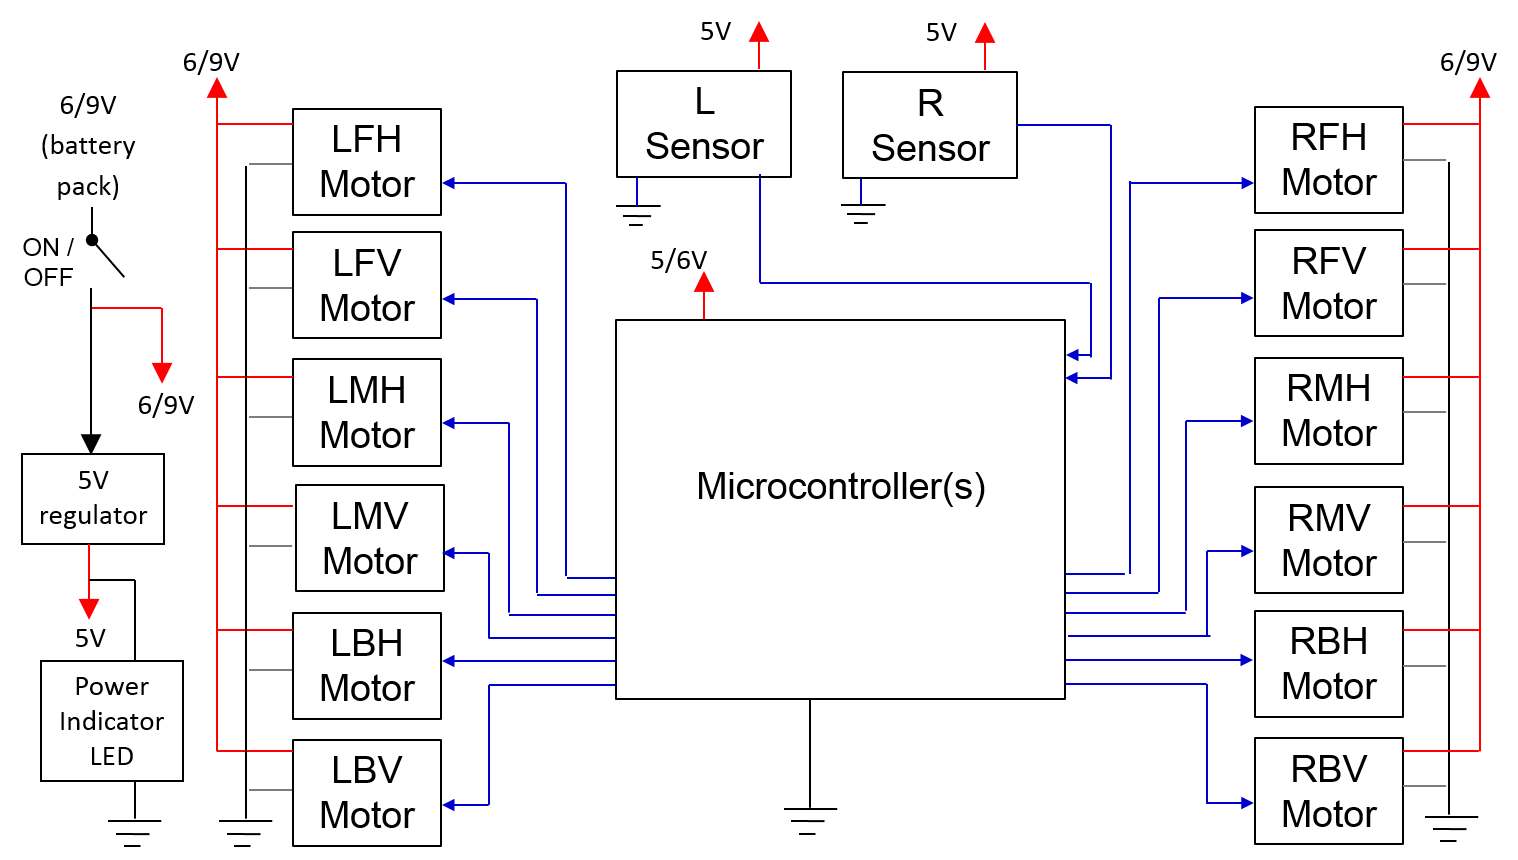 6/9V
(battery
pack)
ON /
OFF
6/9V
5V
regulator
5V
Power
Indicator
LED
6/9V
LFH
Motor
LFV
Motor
LMH
Motor
LMV
Motor
LBH
Motor
LBV
Motor
5V
L
Sensor
5V
R
Sensor
5/6V
Microcontroller(s)
6/9V
RFH
Motor
RFV
Motor
RMH
Motor
RMV
Motor
RBH
Motor
RBV
Motor